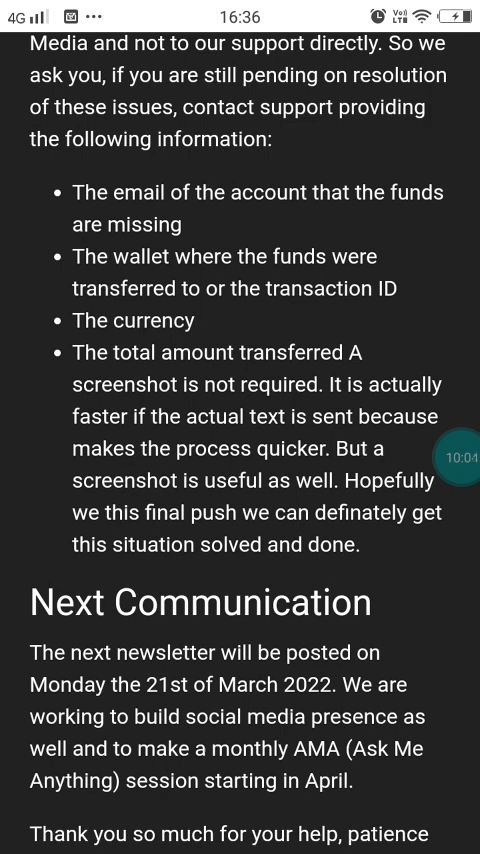 4G 16:36 Vo) LTE
Media and not to our support directly. So we
ask you, if you are still pending on resolution
of these issues, contact support providing
the following information:
• The email of the account that the funds
are missing
• The wallet where the funds were
transferred to or the transaction ID
• The currency
• The total amount transferred A
screenshot is not required. It is actually
faster if the actual text is sent because
makes the process quicker. But a
screenshot is useful as well. Hopefully
we this final push we can definately get
this situation solved and done.
10:04
Next Communication
The next newsletter will be posted on
Monday the 21st of March 2022. We are
working to build social media presence as
well and to make a monthly AMA (Ask Me
Anything) session starting in April.
Thank you so much for your help, patience